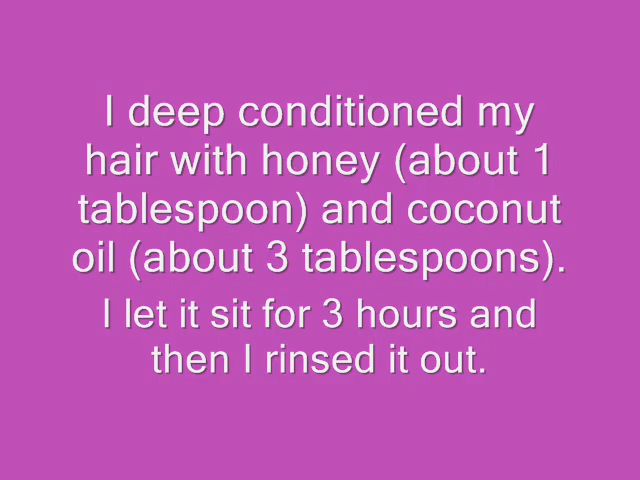 I deep conditioned my
hair with honey (about 1
tablespoon) and coconut
oil (about 3 tablespoons).
I let it sit for 3 hours and
then I rinsed it out.